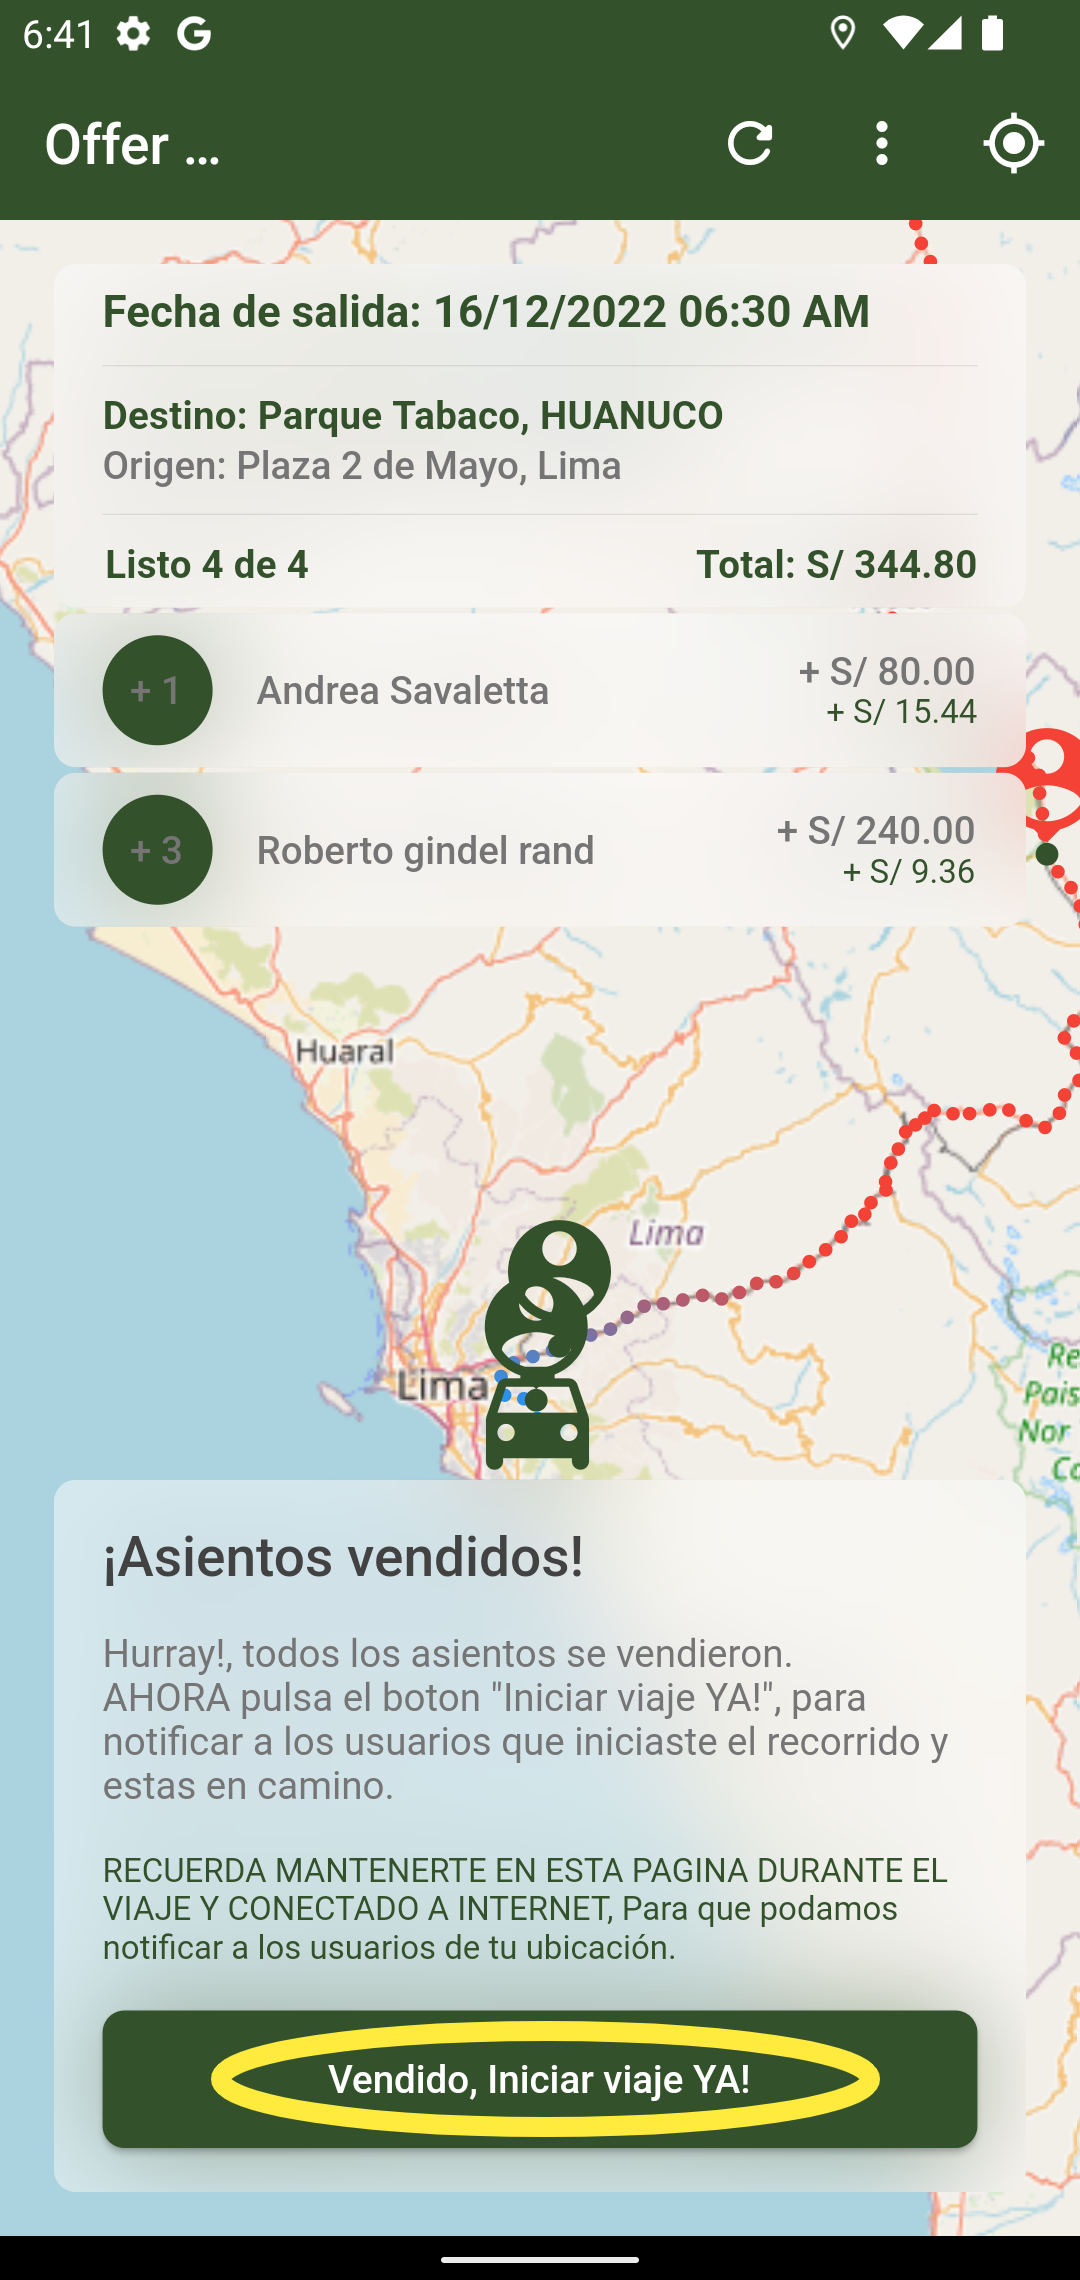 6:41
Offer ...
Fecha de salida: 16/12/2022 06:30 AM
Destino: Parque Tabaco, HUANUCO
Origen: Plaza 2 de Mayo, Lima
Listo 4 de 4
Total: S/ 344.80
+ 1
Andrea Savaletta
+ S/ 80.00
+ S/ 15.44
+ 3
Roberto gindel rand
+ S/ 240.00
+ S/ 9.36
Huaral
Lima
Lima
Re
Pais
Nor
Co
¡Asientos vendidos!
Hurray!, todos los asientos se vendieron.
AHORA pulsa el boton "Iniciar viaje YA!", para
notificar a los usuarios que iniciaste el recorrido y
estas en camino.
RECUERDA MANTENERTE EN ESTA PAGINA DURANTE EL
VIAJE Y CONECTADO A INTERNET, Para que podamos
notificar a los usuarios de tu ubicación.
Vendido, Iniciar viaje YA!